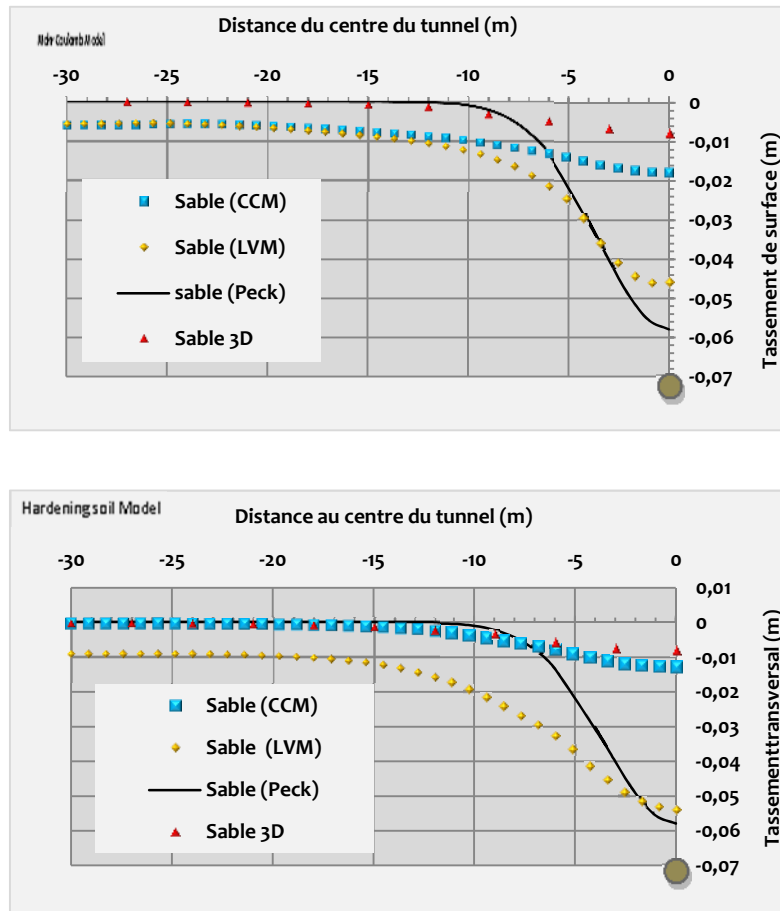 Distance du centre du tunnel (m)
Mohr Coulomb Model
-30 -25 -20 -15 -10 -5 0
0
-0,01
-0,02
-0,03
-0,04
-0,05
-0,06
-0,07
Tassement de surface (m)
Sable (CCM)
Sable (LVM)
sable (Peck)
Sable 3D
Hardeningsoil Model
Distance au centre du tunnel (m)
-30 -25 -20 -15 -10 -5 0
0,01
0
-0,01
-0,02
-0,03
-0,04
-0,05
-0,06
-0,07
Tassementtransversal (m)
Sable (CCM)
Sable (LVM)
Sable (Peck)
Sable 3D